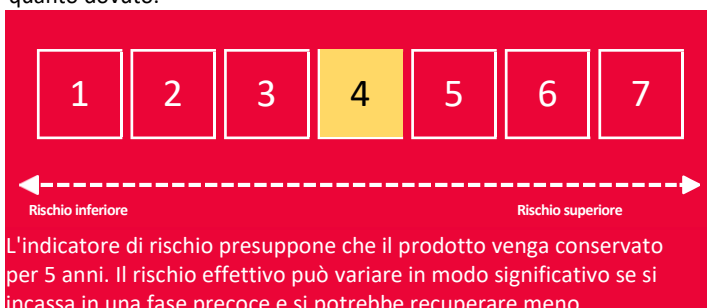 quanto dovuto.
1 2 3 4 5 6 7
Rischio inferiore Rischio superiore
L'indicatore di rischio presuppone che il prodotto venga conservato
per 5 anni. Il rischio effettivo può variare in modo significativo se si
incassa in una fase precoce e si potrebbe recuperare meno